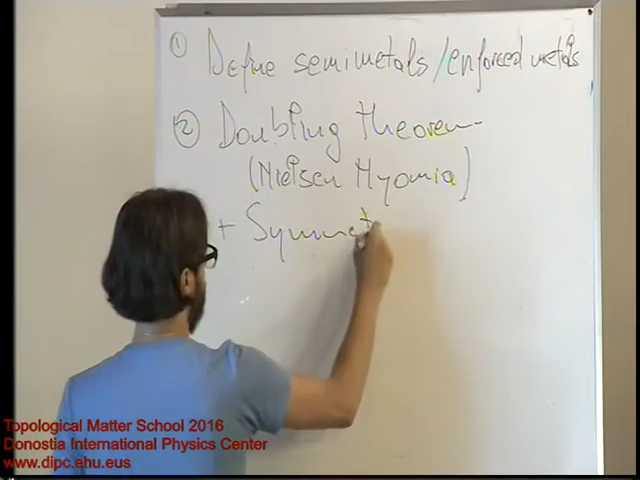 ① Define semimetals/enforced metals
② Doubling theorem
(Nielsen Nyomia)
+ Symmet
Topological Matter School 2016
Donostia International Physics Center
www.dipc.ehu.eus